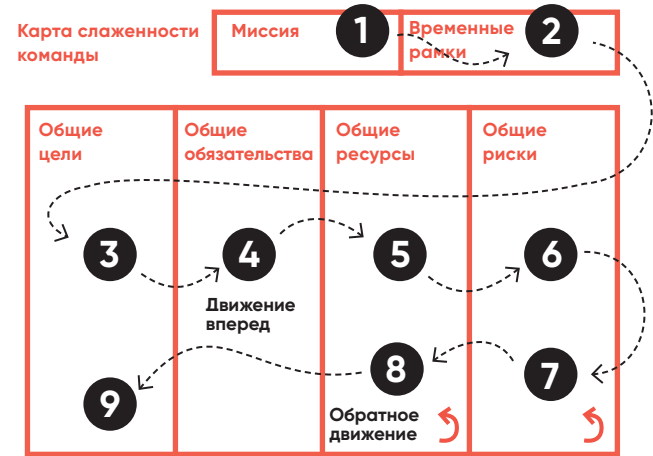 Карта слаженности
команды
Миссия
1
Временные
рамки
2
Общие
цели
Общие
обязательства
Общие
ресурсы
Общие
риски
3
4
5
6
Движение
вперед
9
8
7
Обратное
движение